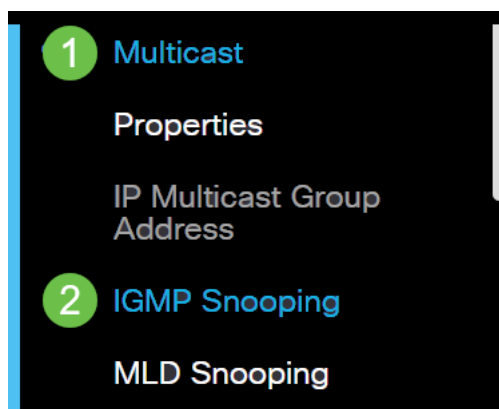 1 Multicast
Properties
IP Multicast Group
Address
2 IGMP Snooping
MLD Snooping